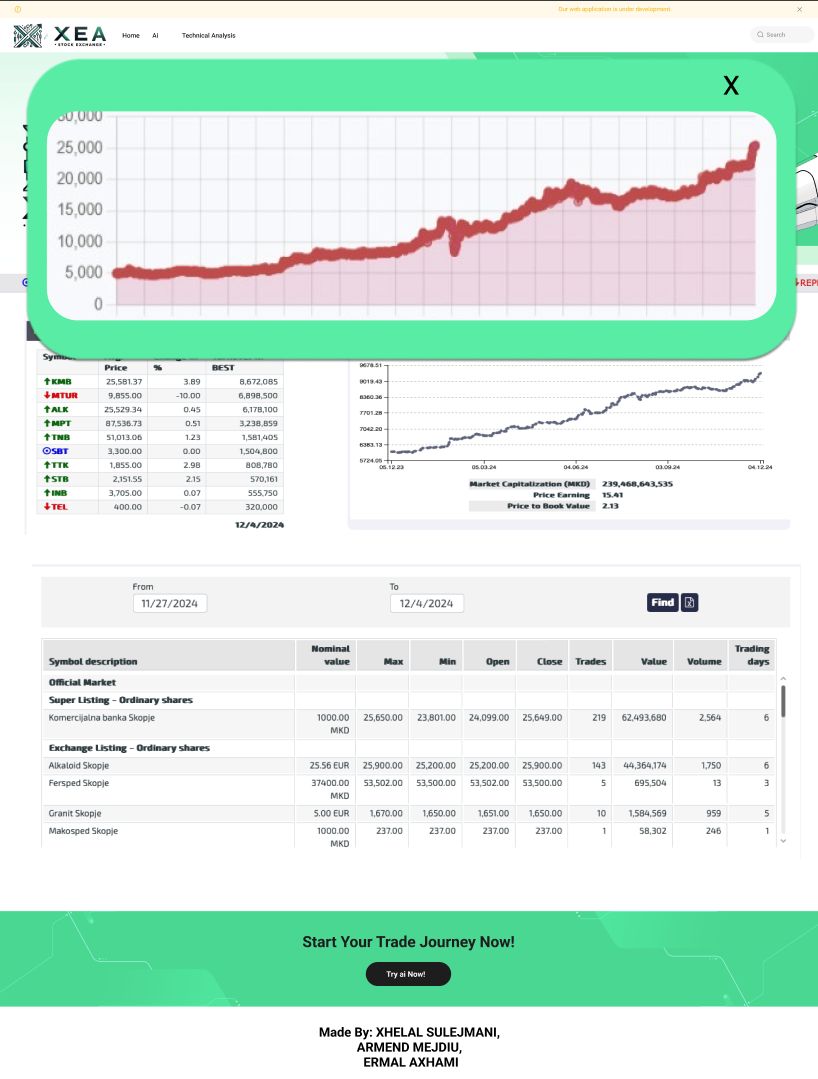 Our web application is under development.
XEA
STOCK EXCHANGE
Home Ai Technical Analysis
Search
X
30,000
25,000
20,000
15,000
10,000
5,000
0
REPL
Symbol
Price % BEST
KMB 25,581.37 3.89 8,672,085
MTUR 9,855.00 -10.00 6,898,500
ALK 25,529.34 0.45 6,178,100
MPT 87,536.73 0.51 3,238,859
TNB 51,013.06 1.23 1,581,405
SBT 3,300.00 0.00 1,504,800
TTK 1,855.00 2.98 808,780
STB 2,151.55 2.15 570,161
INB 3,705.00 0.07 555,750
TEL 400.00 -0.07 320,000
12/4/2024
9678.51
9019.43
8360.36
7701.28
7042.20
6383.13
5724.05
05.12.23 05.03.24 04.06.24 03.09.24 04.12.24
Market Capitalization (MKD) 239,468,643,535
Price Earning 15.41
Price to Book Value 2.13
From To
11/27/2024 12/4/2024 Find
Symbol description Nominal value Max Min Open Close Trades Value Volume Trading days
Official Market
Super Listing - Ordinary shares
Komercijalna banka Skopje 1000.00 MKD 25,650.00 23,801.00 24,099.00 25,649.00 219 62,493,680 2,564 6
Exchange Listing - Ordinary shares
Alkaloid Skopje 25.56 EUR 25,900.00 25,200.00 25,200.00 25,900.00 143 44,364,174 1,750 6
Fersped Skopje 37400.00 MKD 53,502.00 53,500.00 53,502.00 53,500.00 5 695,504 13 3
Granit Skopje 5.00 EUR 1,670.00 1,650.00 1,651.00 1,650.00 10 1,584,569 959 5
Makosped Skopje 1000.00 MKD 237.00 237.00 237.00 237.00 1 58,302 246 1
Start Your Trade Journey Now!
Try ai Now!
Made By: XHELAL SULEJMANI,
ARMEND MEJDIU,
ERMAL AXHAMI